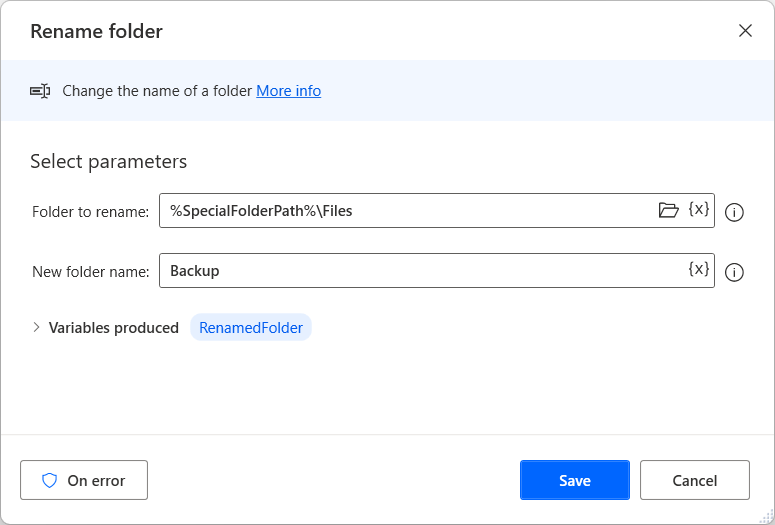 Rename folder
Change the name of a folder More info
Select parameters
Folder to rename: %SpecialFolderPath%\Files {x}
New folder name: Backup {x}
Variables produced RenamedFolder
On error Save Cancel